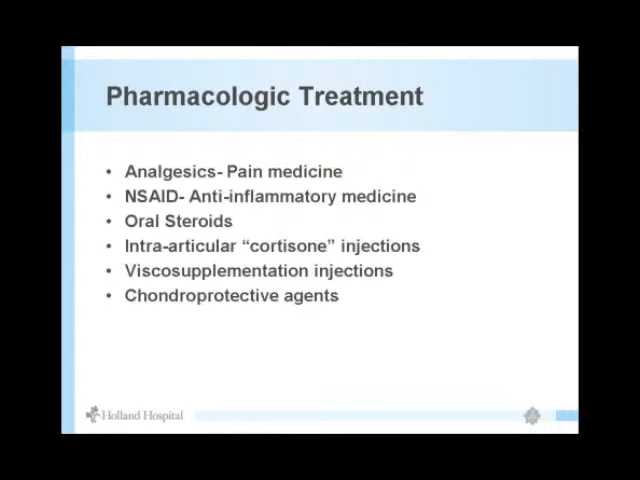 Pharmacologic Treatment
• Analgesics- Pain medicine
• NSAID- Anti-inflammatory medicine
• Oral Steroids
• Intra-articular “cortisone” injections
• Viscosupplementation injections
• Chondroprotective agents
Holland Hospital